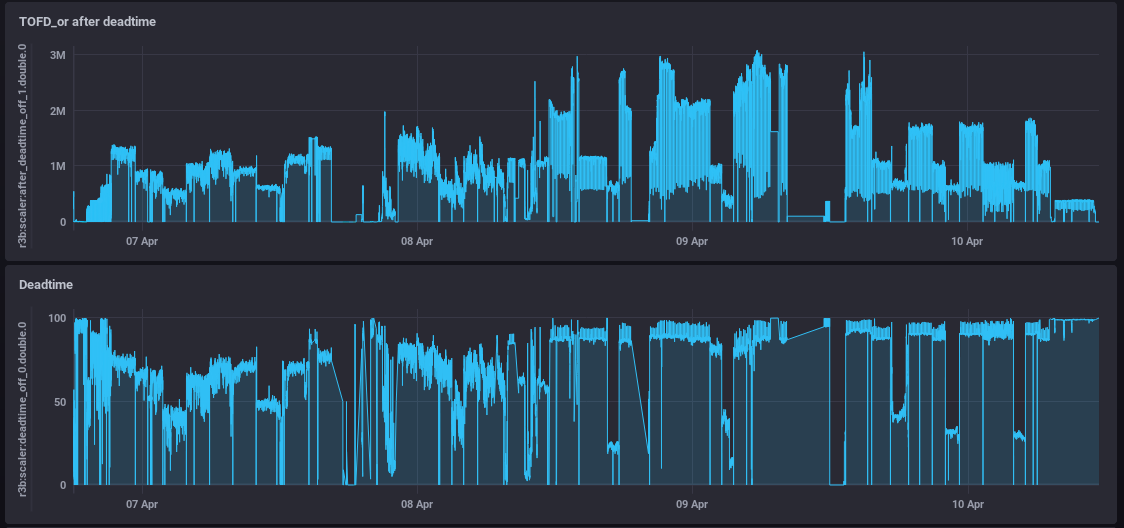 TOFD_or after deadtime
r3b:scaler:after_deadtime_off_1.double.0
3M
2M
1M
0
07 Apr
08 Apr
09 Apr
10 Apr
Deadtime
r3b:scaler:deadtime_off_0.double.0
100
50
0
07 Apr
08 Apr
09 Apr
10 Apr